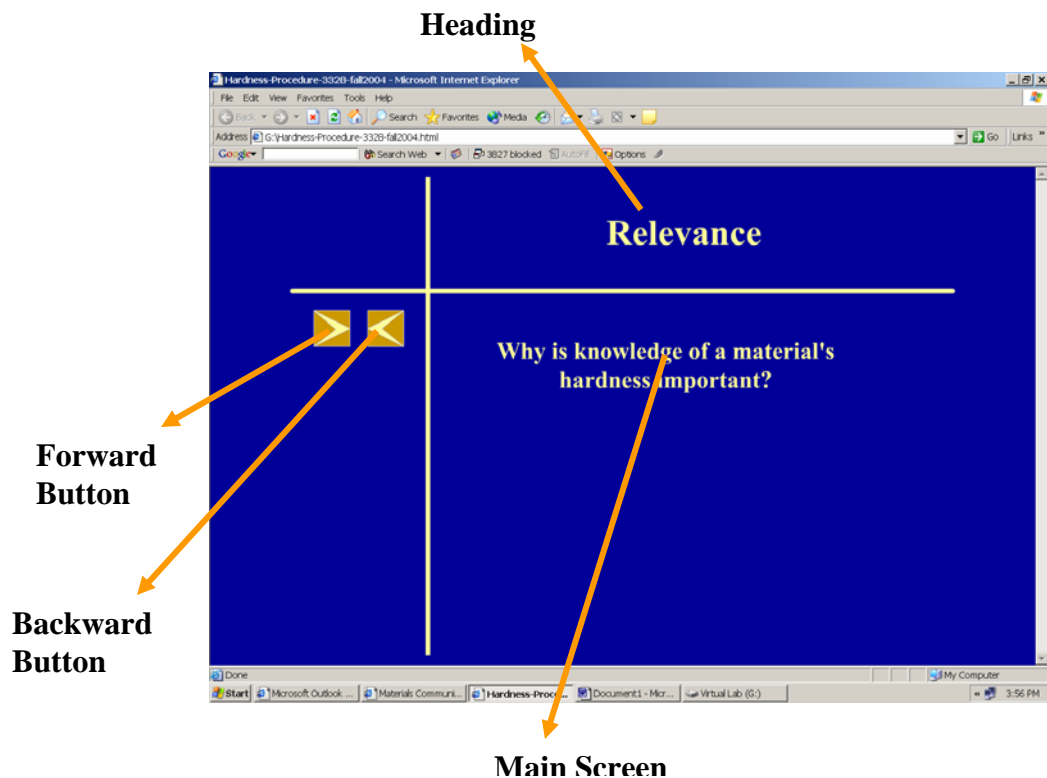 Heading
Hardness-Procedure-3328-fall2004 - Microsoft Internet Explorer
File Edit View Favorites Tools Help
Back Search Favorites Media
Address G:\Hardness-Procedure-3328-fall2004.html Go Links »
Google Search Web 3827 blocked AutoFill Options
Relevance
Why is knowledge of a material's
hardness important?
Forward
Button
Backward
Button
Done My Computer
Start Microsoft Outlook ... Materials Communi... Hardness-Proce... Document1 - Micr... Virtual Lab (G:) « 3:56 PM
Main Screen